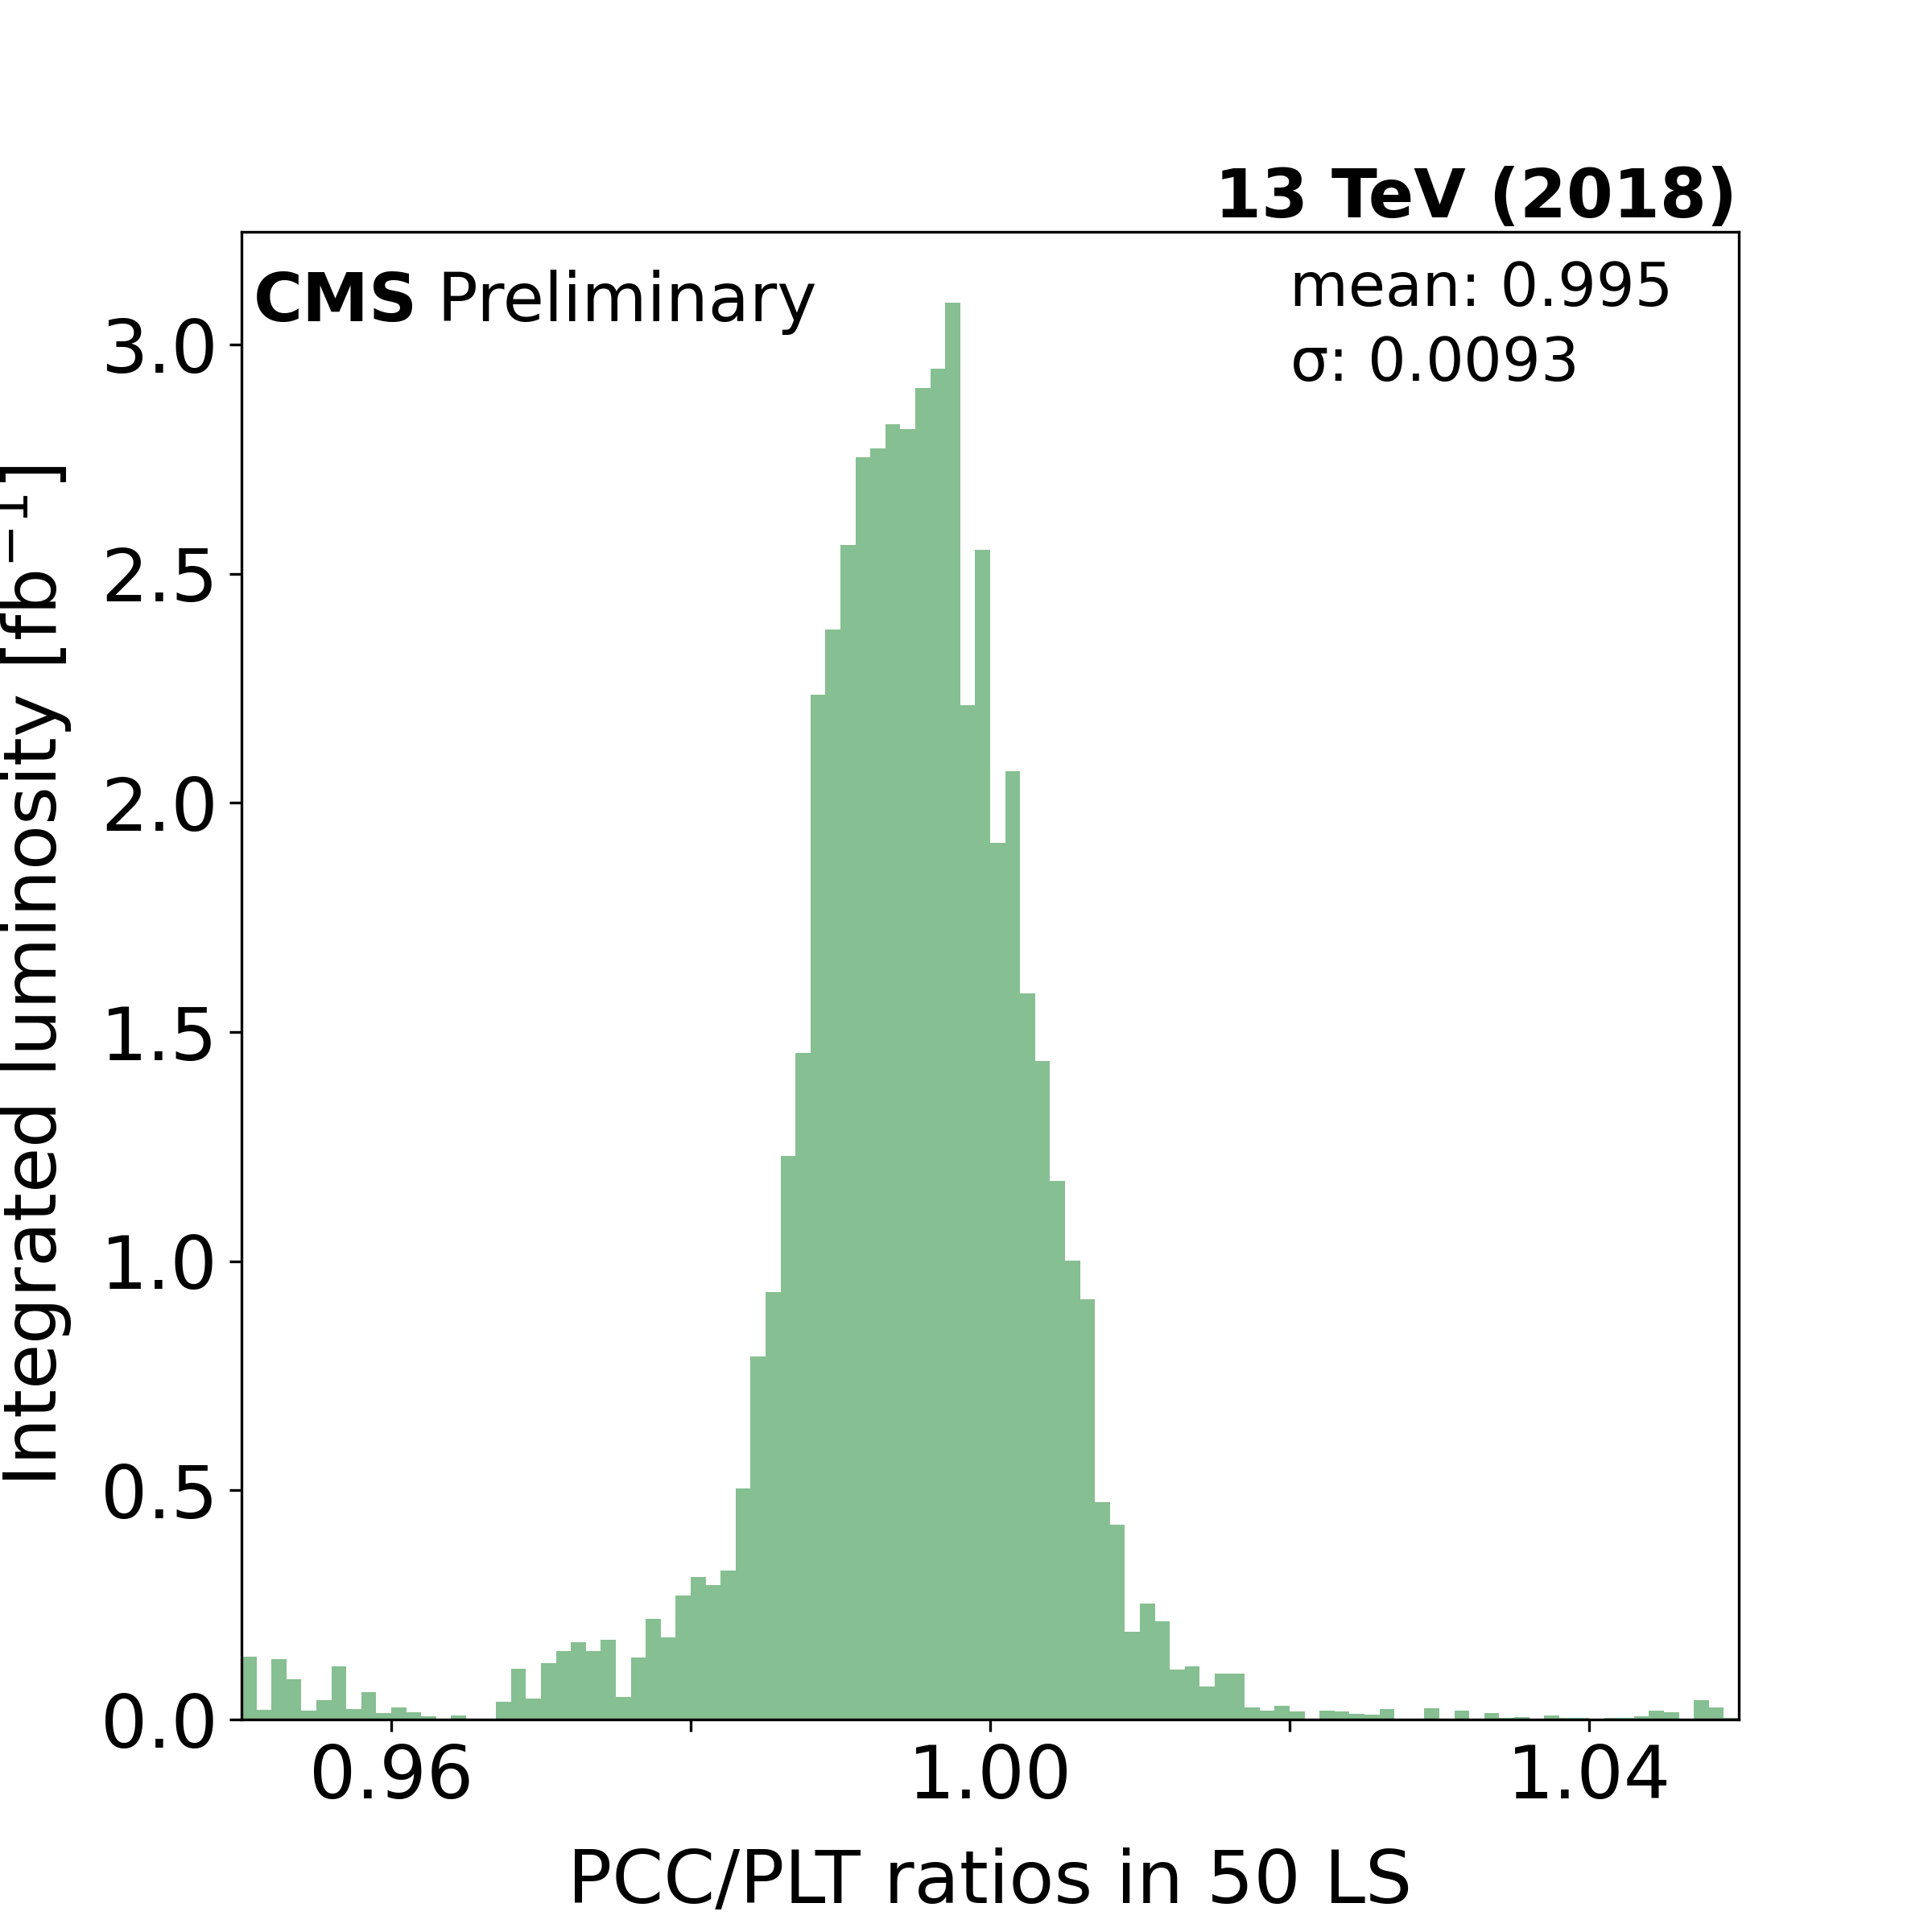 13 TeV (2018)
CMS Preliminary
mean: 0.995
σ: 0.0093
Integrated luminosity [fb⁻¹]
3.0
2.5
2.0
1.5
1.0
0.5
0.0
0.96
1.00
1.04
PCC/PLT ratios in 50 LS